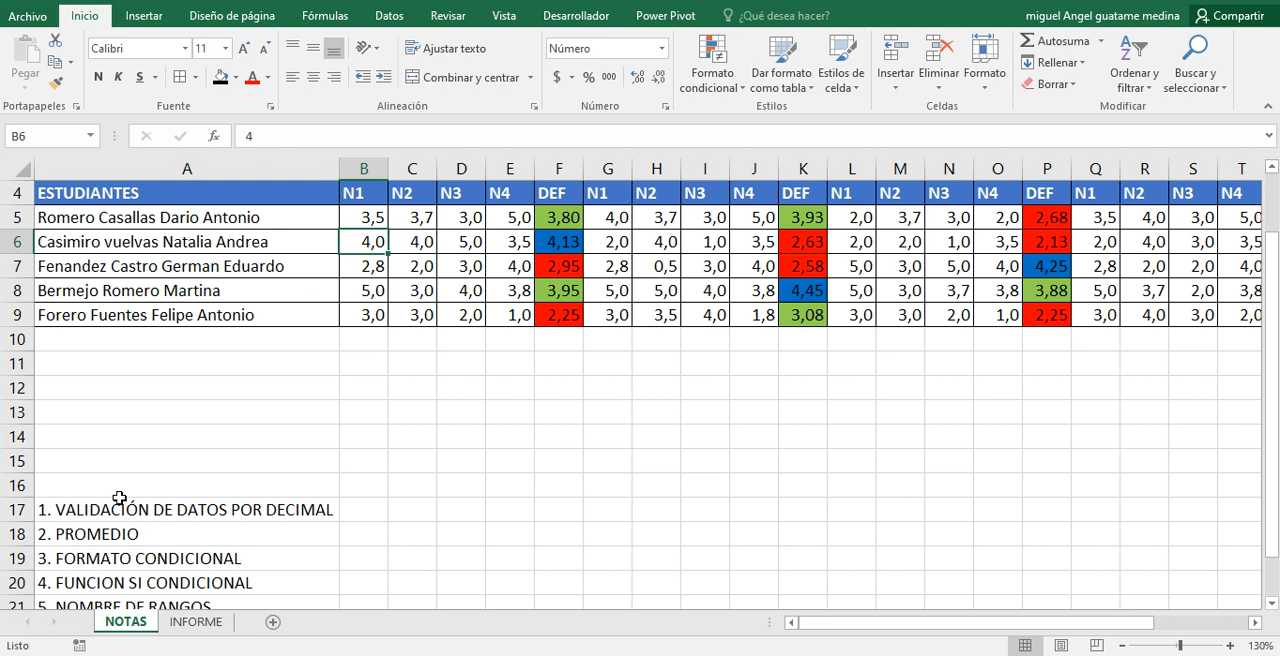 Archivo Inicio Insertar Diseño de página Fórmulas Datos Revisar Vista Desarrollador Power Pivot ¿Qué desea hacer? miguel Angel guatame medina Compartir
Pegar Calibri 11 N K S A Ajustar texto Combinar y centrar Número $ % 000 Formato condicional Dar formato como tabla Estilos de celda Insertar Eliminar Formato Autosuma Rellenar Borrar Ordenar y filtrar Buscar y seleccionar
Portapapeles Fuente Alineación Número Estilos Celdas Modificar
B6 fx 4
A B C D E F G H I J K L M N O P Q R S T
4 ESTUDIANTES N1 N2 N3 N4 DEF N1 N2 N3 N4 DEF N1 N2 N3 N4 DEF N1 N2 N3 N4
5 Romero Casallas Dario Antonio 3,5 3,7 3,0 5,0 3,80 4,0 3,7 3,0 5,0 3,93 2,0 3,7 3,0 2,0 2,68 3,5 4,0 3,0 5,0
6 Casimiro vuelvas Natalia Andrea 4,0 4,0 5,0 3,5 4,13 2,0 4,0 1,0 3,5 2,63 2,0 2,0 1,0 3,5 2,13 2,0 4,0 3,0 3,5
7 Fenandez Castro German Eduardo 2,8 2,0 3,0 4,0 2,95 2,8 0,5 3,0 4,0 2,58 5,0 3,0 5,0 4,0 4,25 2,8 2,0 2,0 4,0
8 Bermejo Romero Martina 5,0 3,0 4,0 3,8 3,95 5,0 5,0 4,0 3,8 4,45 5,0 3,0 3,7 3,8 3,88 5,0 3,7 2,0 3,8
9 Forero Fuentes Felipe Antonio 3,0 3,0 2,0 1,0 2,25 3,0 3,5 4,0 1,8 3,08 3,0 3,0 2,0 1,0 2,25 3,0 4,0 3,0 2,0
10
11
12
13
14
15
16
17 1. VALIDACIÓN DE DATOS POR DECIMAL
18 2. PROMEDIO
19 3. FORMATO CONDICIONAL
20 4. FUNCION SI CONDICIONAL
21 5. NOMBRE DE RANGOS
NOTAS INFORME
Listo 130%